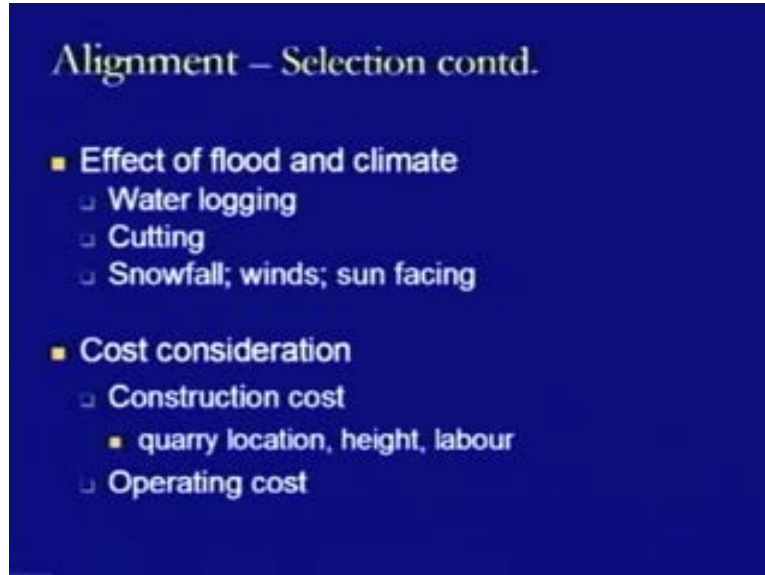 Alignment – Selection contd.
Effect of flood and climate
Water logging
Cutting
Snowfall; winds; sun facing
Cost consideration
Construction cost
quarry location, height, labour
Operating cost